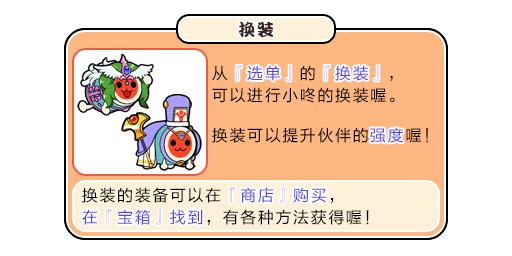 换装
从『选单』的『换装』，
可以进行小咚的换装喔。
换装可以提升伙伴的强度喔！
换装的装备可以在『商店』购买，
在『宝箱』找到，有各种方法获得喔！